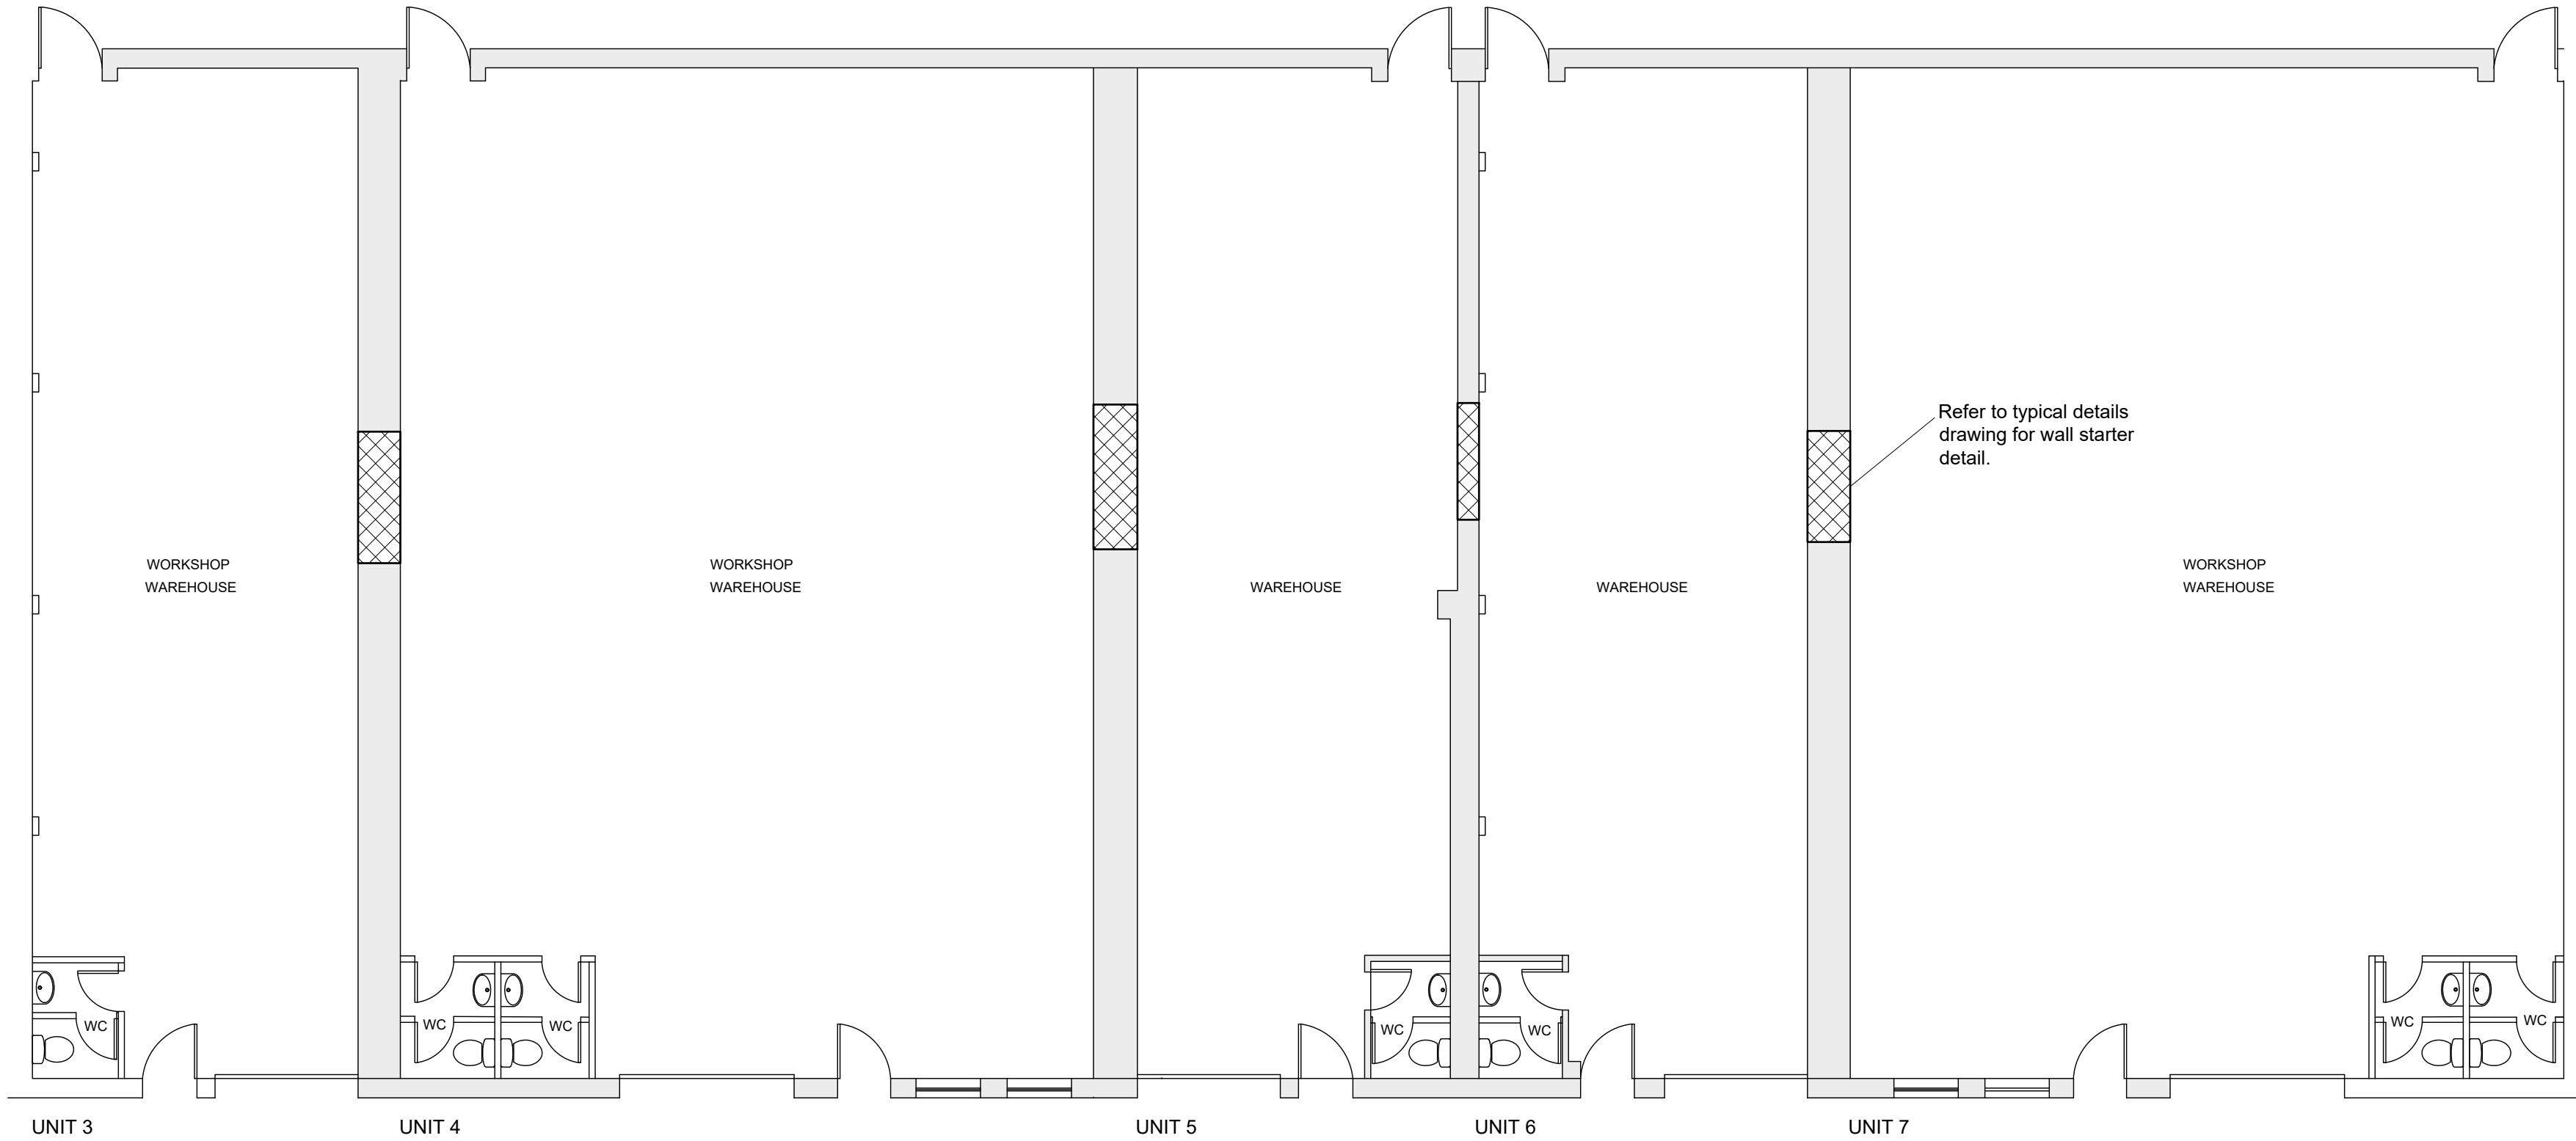 Refer to typical details
drawing for wall starter
detail.
WORKSHOP
WAREHOUSE
WORKSHOP
WAREHOUSE
WAREHOUSE
WAREHOUSE
WORKSHOP
WAREHOUSE
WC
WC
WC
WC
WC
WC
WC
UNIT 3
UNIT 4
UNIT 5
UNIT 6
UNIT 7